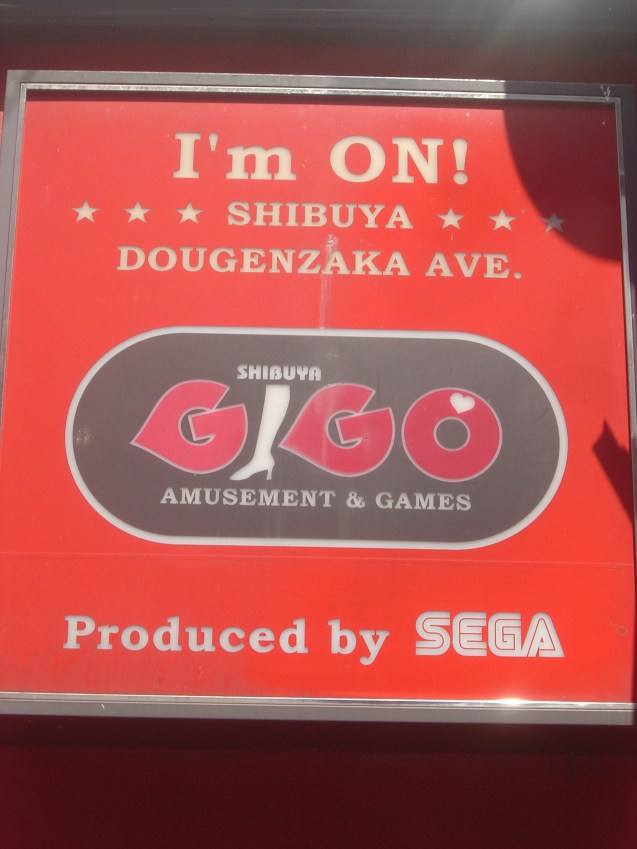 I'm ON!
★ ★ ★ SHIBUYA ★ ★ ★
DOUGENZAKA AVE.
SHIBUYA
GIGO
AMUSEMENT & GAMES
Produced by SEGA